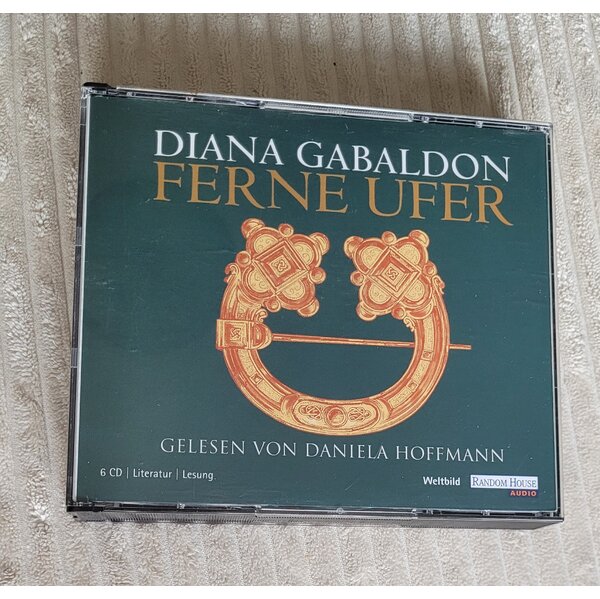 DIANA GABALDON
FERNE UFER
GELESEN VON DANIELA HOFFMANN
6 CD | Literatur | Lesung
Weltbild
RANDOM HOUSE
AUDIO